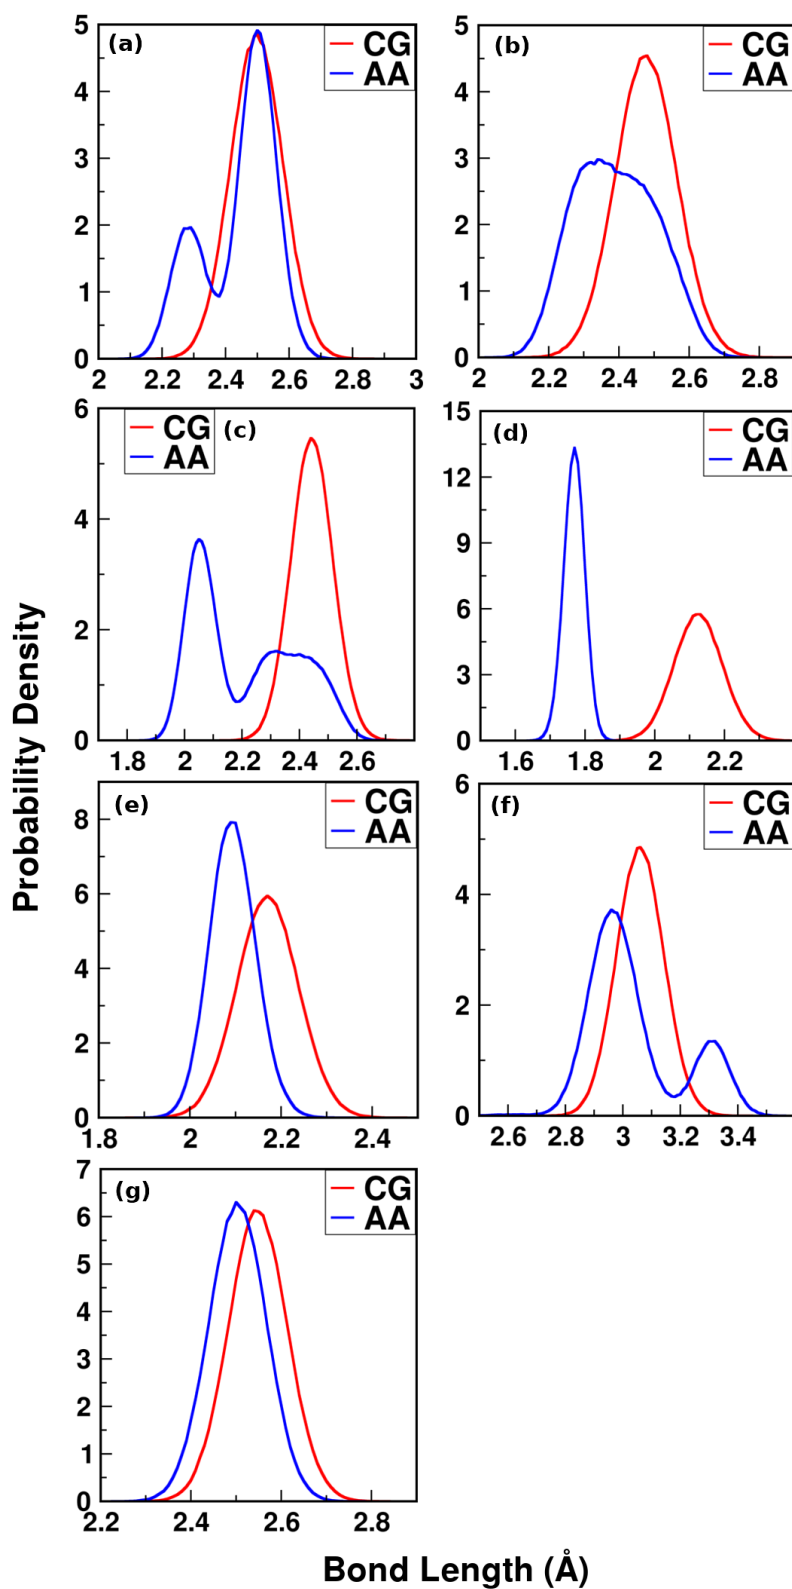 (a)
CG
AA
5
4
3
2
1
0
2 2.2 2.4 2.6 2.8 3
(b)
CG
AA
5
4
3
2
1
0
2 2.2 2.4 2.6 2.8
CG
AA
(c)
6
4
2
0
1.8 2 2.2 2.4 2.6
(d)
CG
AA
15
12
9
6
3
0
1.6 1.8 2 2.2
Probability Density
(e)
CG
AA
8
6
4
2
0
1.8 2 2.2 2.4
(f)
CG
AA
6
4
2
0
2.6 2.8 3 3.2 3.4
(g)
CG
AA
7
6
5
4
3
2
1
0
2.2 2.4 2.6 2.8
Bond Length (Å)